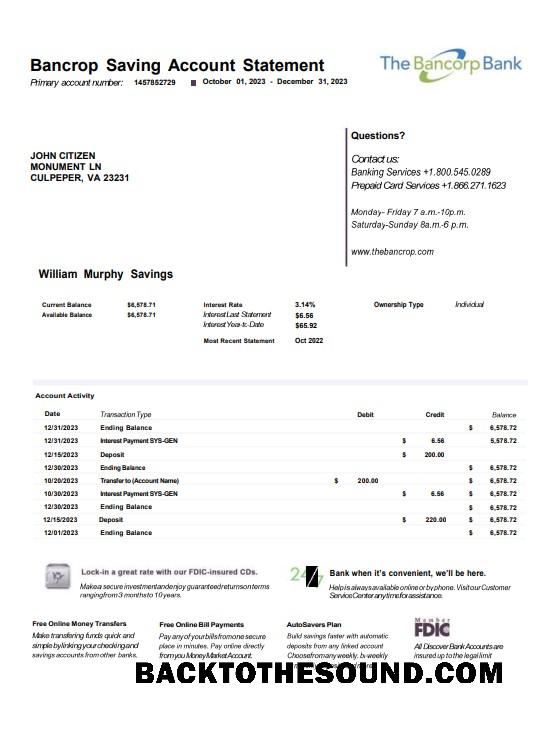 Bancrop Saving Account Statement
Primary account number: 1457852729 October 01, 2023 - December 31, 2023
The Bancorp Bank
Questions?
Contact us:
Banking Services +1.800.545.0289
Prepaid Card Services +1.866.271.1623
Monday- Friday 7 a.m.-10p.m.
Saturday-Sunday 8a.m.-6 p.m.
www.thebancrop.com
JOHN CITIZEN
MONUMENT LN
CULPEPER, VA 23231
William Murphy Savings
Current Balance $6,578.71 Interest Rate 3.14% Ownership Type Individual
Available Balance $6,578.71 Interest Last Statement $6.56
Interest Year-tc-Date $65.92
Most Recent Statement Oct 2022
Account Activity
Date Transaction Type Debit Credit Balance
12/31/2023 Ending Balance $ 6,578.72
12/31/2023 Interest Payment SYS-GEN $ 6.56 5,578.72
12/15/2023 Deposit $ 200.00
12/30/2023 Ending Balance $ 6,578.72
10/20/2023 Transfer to (Account Name) $ 200.00 $ 6,578.72
10/30/2023 Interest Payment SYS-GEN $ 6.56 $ 6,578.72
12/30/2023 Ending Balance $ 6,578.72
12/15/2023 Deposit $ 220.00 $ 6,578.72
12/01/2023 Ending Balance $ 6,578.72
Lock-in a great rate with our FDIC-insured CDs.
Make a secure investment and enjoy guaranteed returns on terms
ranging from 3 months to 10 years.
24/7
Bank when it's convenient, we'll be here.
Help is always available online or by phone. Visit our Customer
Service Center anytime for assistance.
Free Online Money Transfers
Make transferring funds quick and
simple by linking your checking and
savings accounts from other banks.
Free Online Bill Payments
Pay any of your bills from one secure
place in minutes. Pay online directly
from you Money Market Account.
AutoSavers Plan
Build savings faster with automatic
deposits from any linked account
Choose from any weekly, bi-weekly
Member
FDIC
All Discover Bank Accounts are
insured up to the legal limit
BACKTOTHESOUND.COM